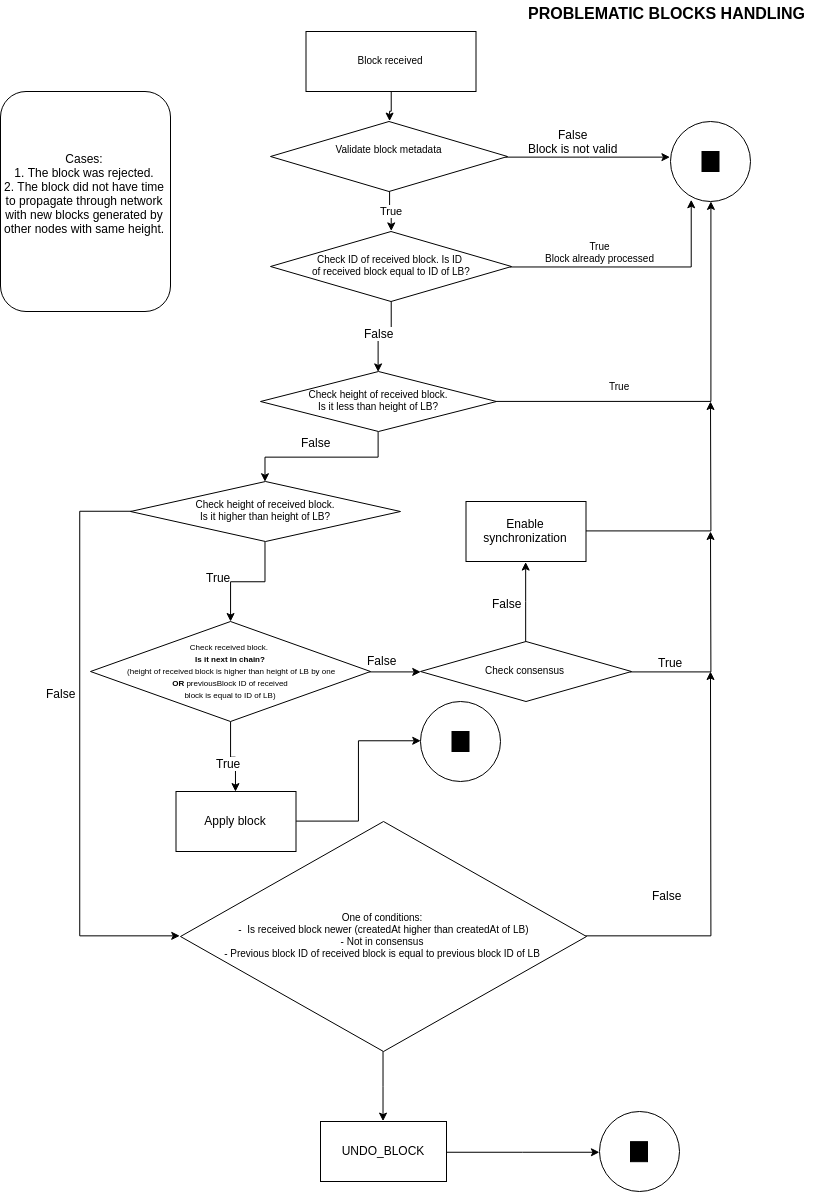 PROBLEMATIC BLOCKS HANDLING
Block received
Cases:
1. The block was rejected.
2. The block did not have time
to propagate through network
with new blocks generated by
other nodes with same height.
Validate block metadata
False
Block is not valid
True
Check ID of received block. Is ID
of received block equal to ID of LB?
True
Block already processed
False
Check height of received block.
Is it less than height of LB?
True
False
Check height of received block.
Is it higher than height of LB?
Enable
synchronization
True
False
Check received block.
Is it next in chain?
(height of received block is higher than height of LB by one
OR previousBlock ID of received
block is equal to ID of LB)
False
Check consensus
True
False
True
Apply block
One of conditions:
- Is received block newer (createdAt higher than createdAt of LB)
- Not in consensus
- Previous block ID of received block is equal to previous block ID of LB
False
UNDO_BLOCK